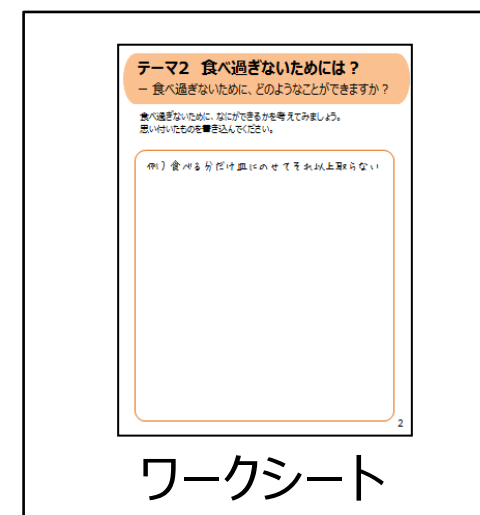 テーマ2　食べ過ぎないためには？
－ 食べ過ぎないために、どのようなことができますか？
食べ過ぎないために、なにができるかを考えてみましょう。
思い付いたものを書き込んでください。
例）食べる分だけ皿にのせてそれ以上取らない
2
ワークシート